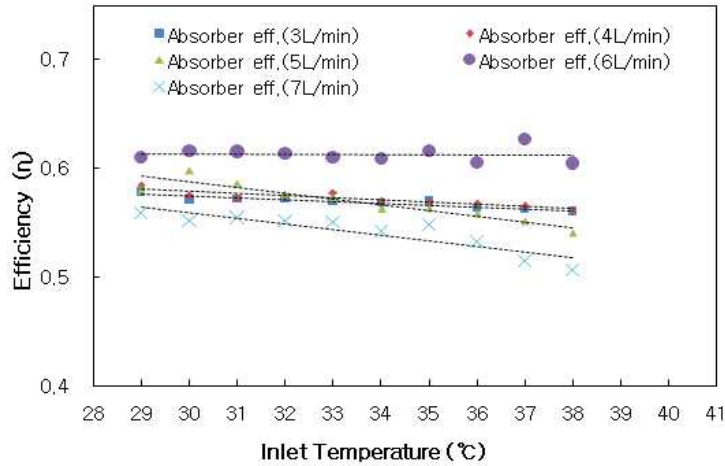 Absorber eff,(3L/min) Absorber eff,(4L/min)
Absorber eff,(5L/min) Absorber eff,(6L/min)
Absorber eff,(7L/min)
0.7
0.6
0.5
0.4
Efficiency (η)
28 29 30 31 32 33 34 35 36 37 38 39 40 41
Inlet Temperature (℃)